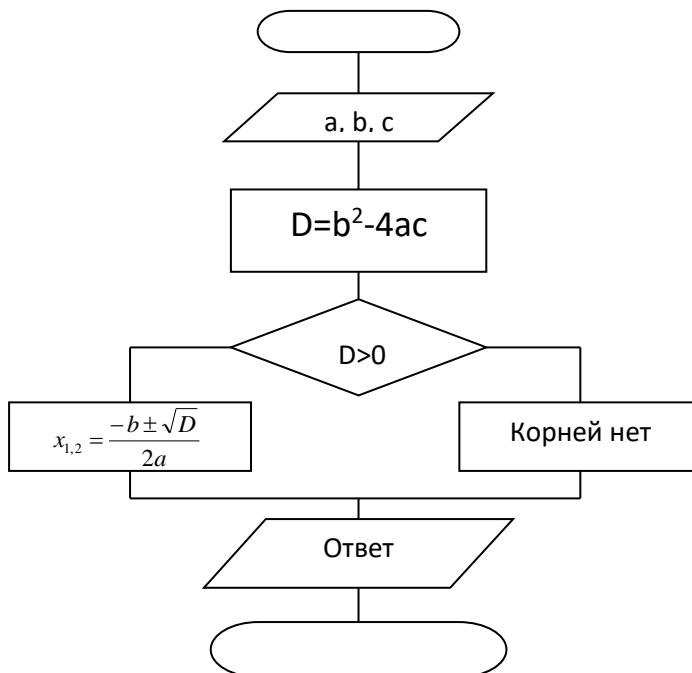 a, b, c
D=b²-4ac
D>0
x₁,₂ = (-b ± √D) / 2a
Корней нет
Ответ